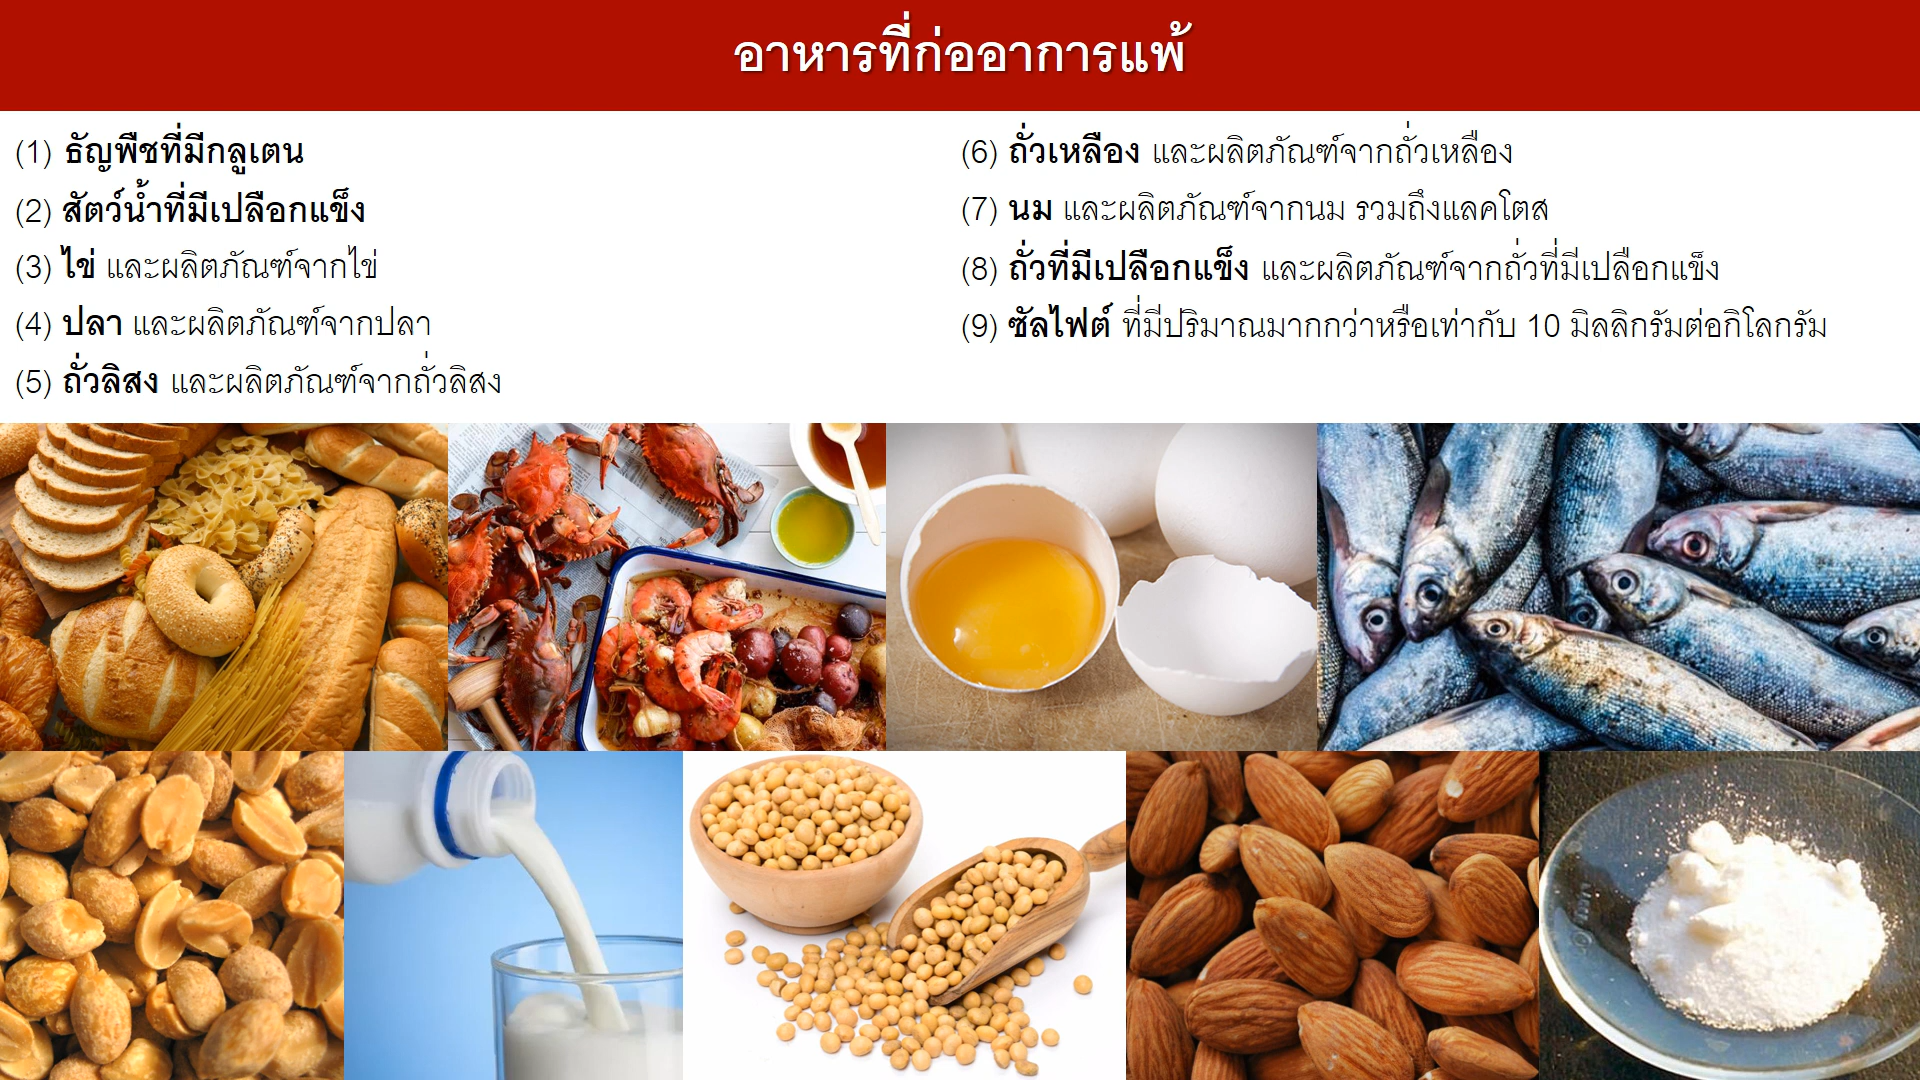 อาหารที่ก่ออาการแพ้
(1) ธัญพืชที่มีกลูเตน
(2) สัตว์น้ำที่มีเปลือกแข็ง
(3) ไข่ และผลิตภัณฑ์จากไข่
(4) ปลา และผลิตภัณฑ์จากปลา
(5) ถั่วลิสง และผลิตภัณฑ์จากถั่วลิสง
(6) ถั่วเหลือง และผลิตภัณฑ์จากถั่วเหลือง
(7) นม และผลิตภัณฑ์จากนม รวมถึงแลคโตส
(8) ถั่วที่มีเปลือกแข็ง และผลิตภัณฑ์จากถั่วที่มีเปลือกแข็ง
(9) ซัลไฟต์ ที่มีปริมาณมากกว่าหรือเท่ากับ 10 มิลลิกรัมต่อกิโลกรัม